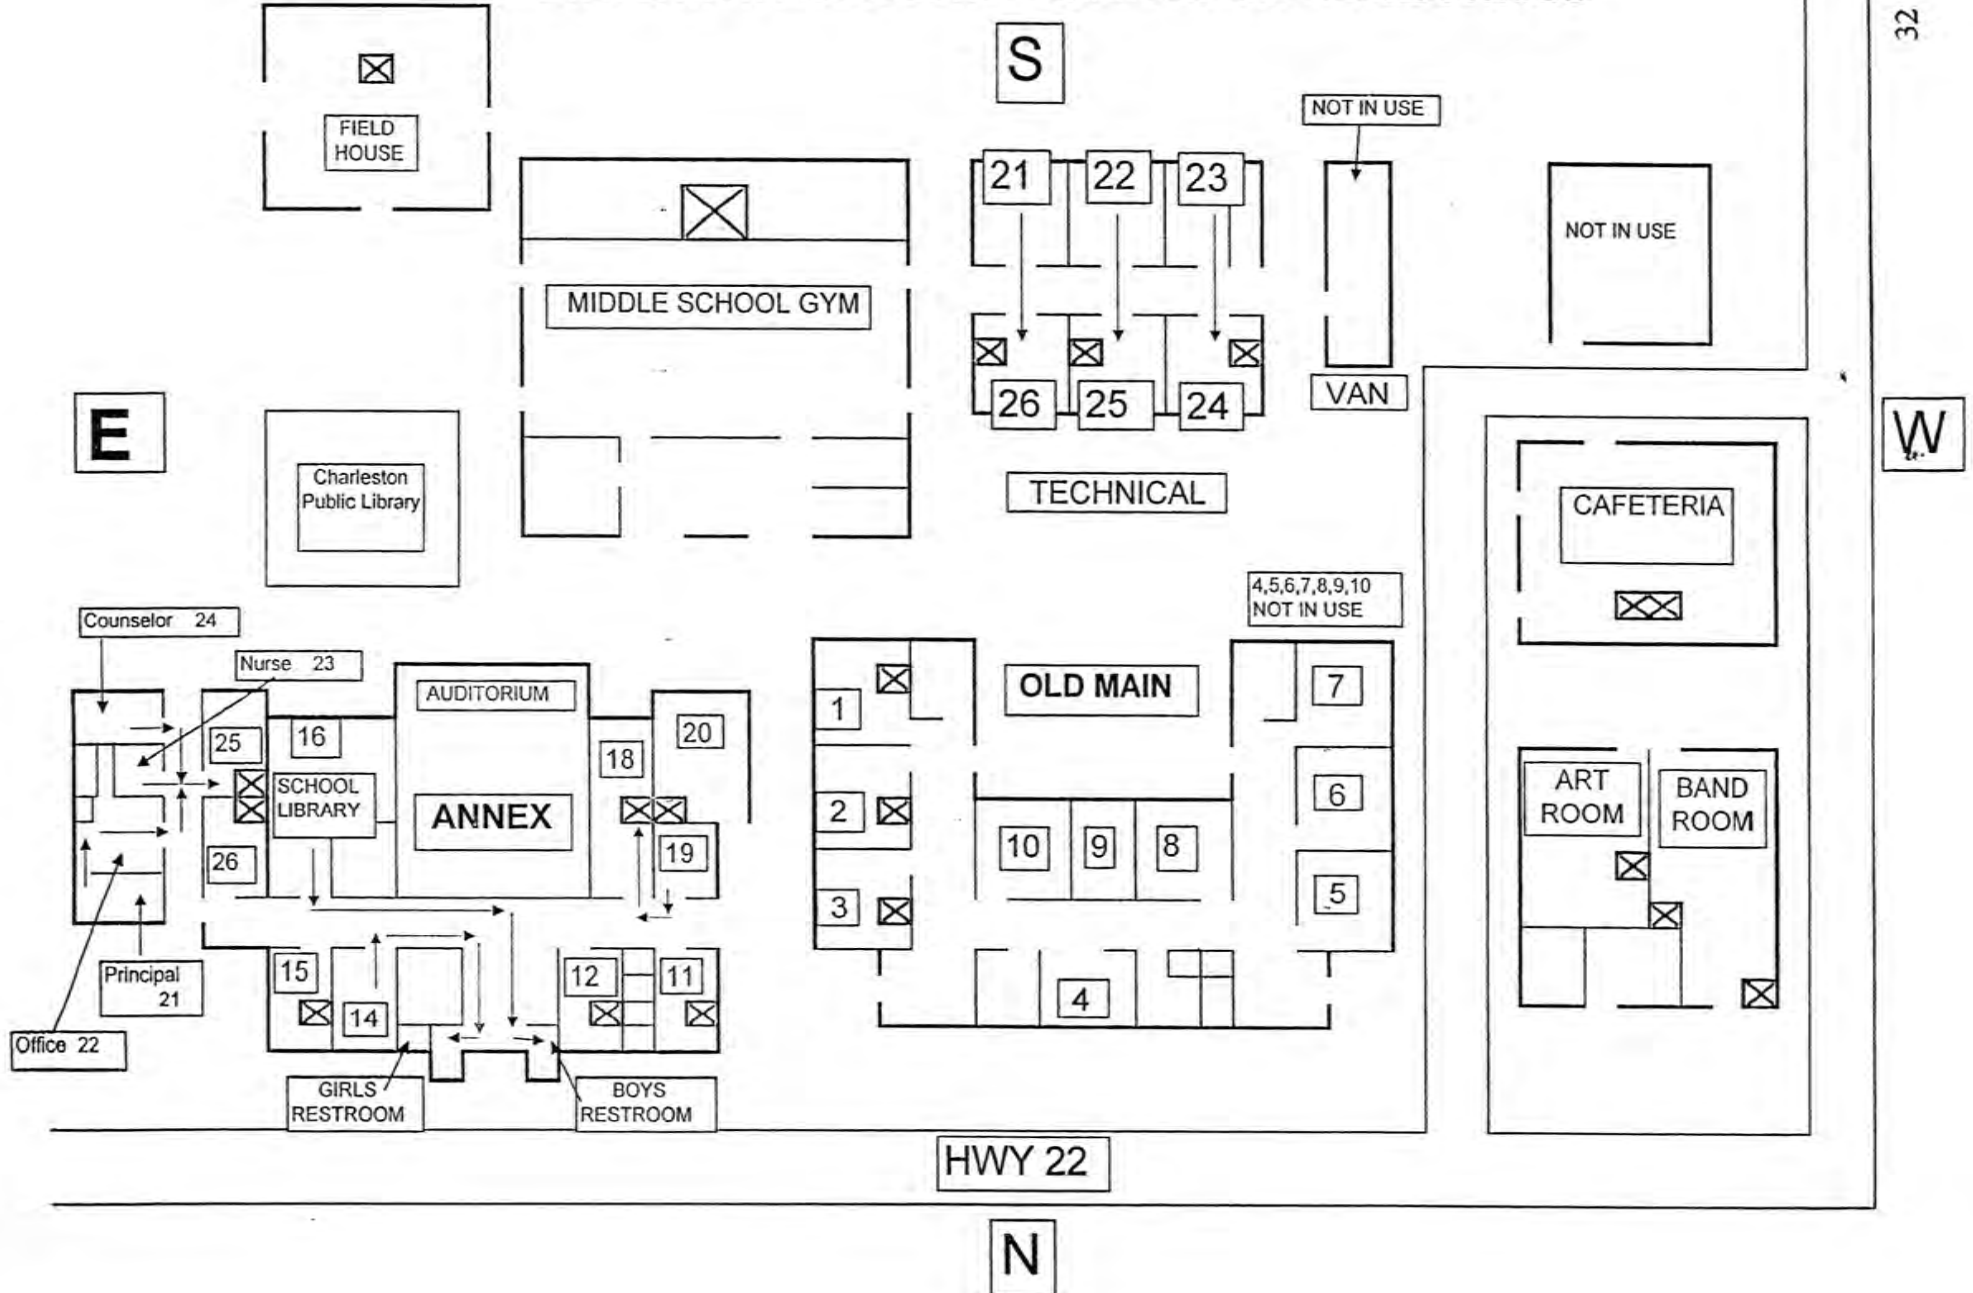 32
S
NOT IN USE
FIELD
HOUSE
21
22
23
NOT IN USE
MIDDLE SCHOOL GYM
26
25
24
VAN
E
W
Charleston
Public Library
TECHNICAL
CAFETERIA
4,5,6,7,8,9,10
NOT IN USE
Counselor 24
Nurse 23
AUDITORIUM
OLD MAIN
7
1
25
16
18
20
SCHOOL
LIBRARY
ANNEX
2
6
ART
ROOM
BAND
ROOM
26
19
10
9
8
3
5
Principal
21
15
14
12
11
4
Office 22
GIRLS
RESTROOM
BOYS
RESTROOM
HWY 22
N